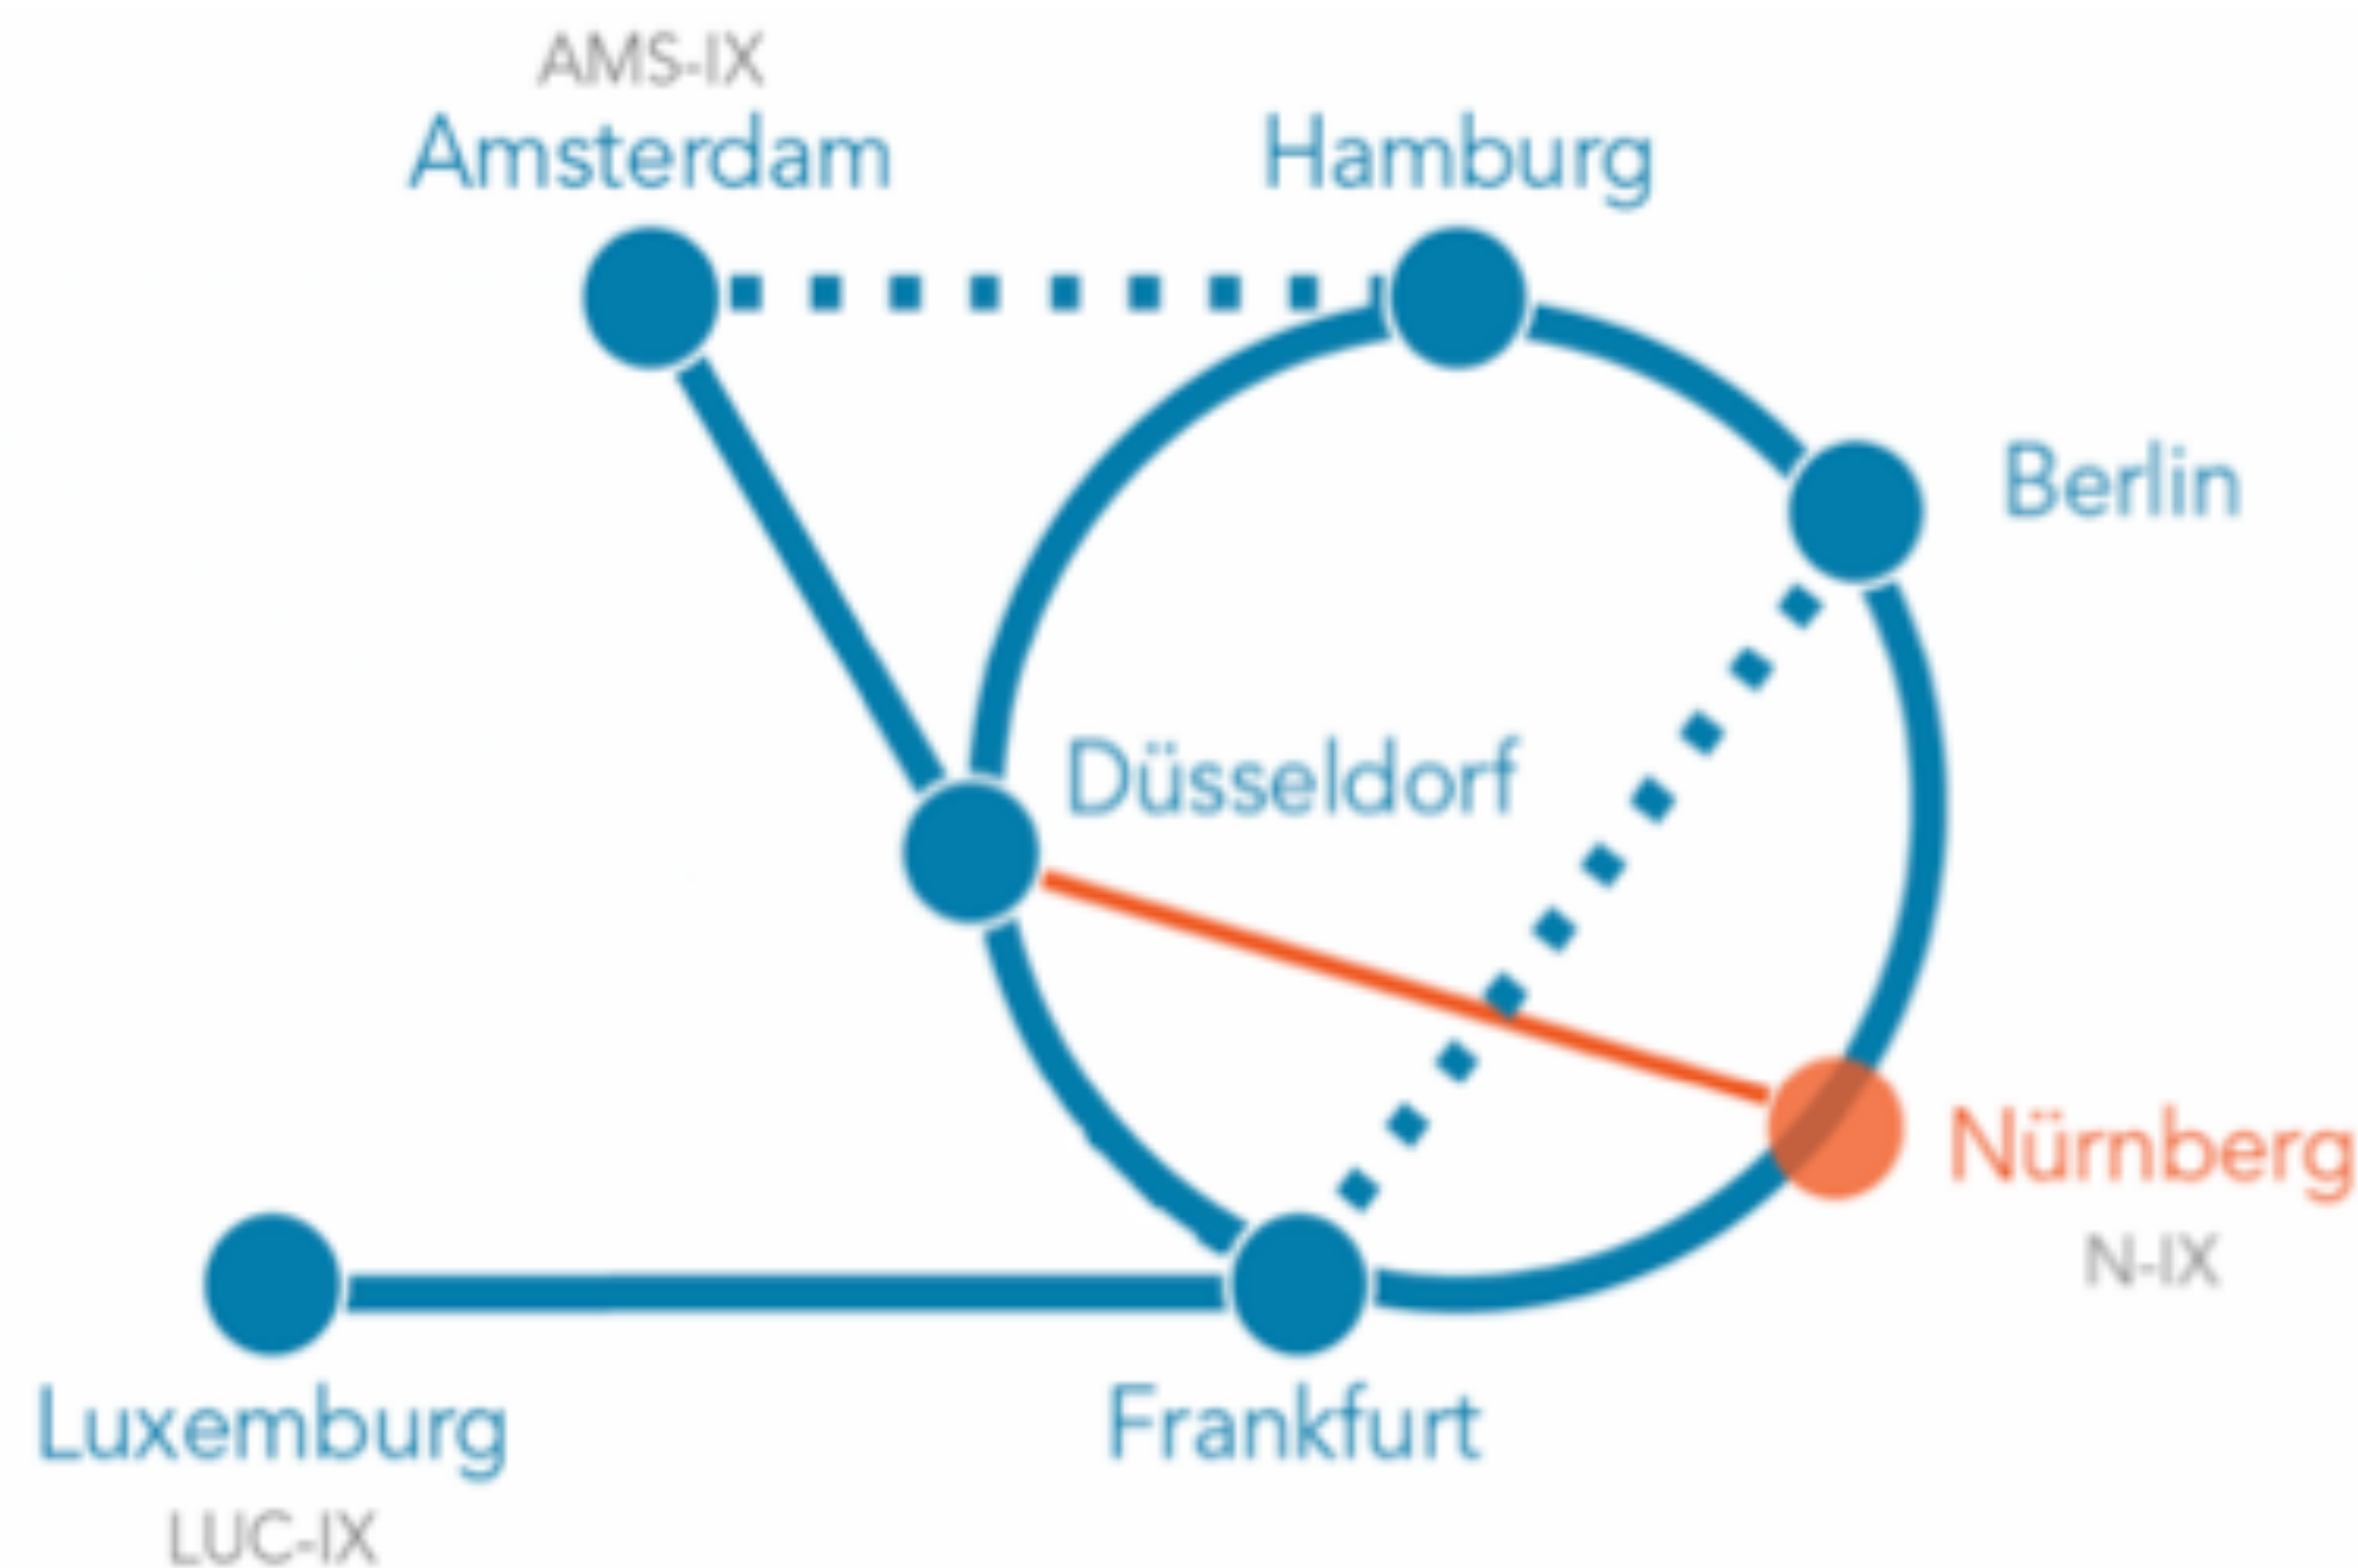 AMS-IX
Amsterdam
Hamburg
Berlin
Düsseldorf
Nürnberg
N-IX
Luxemburg
Frankfurt
LUC-IX